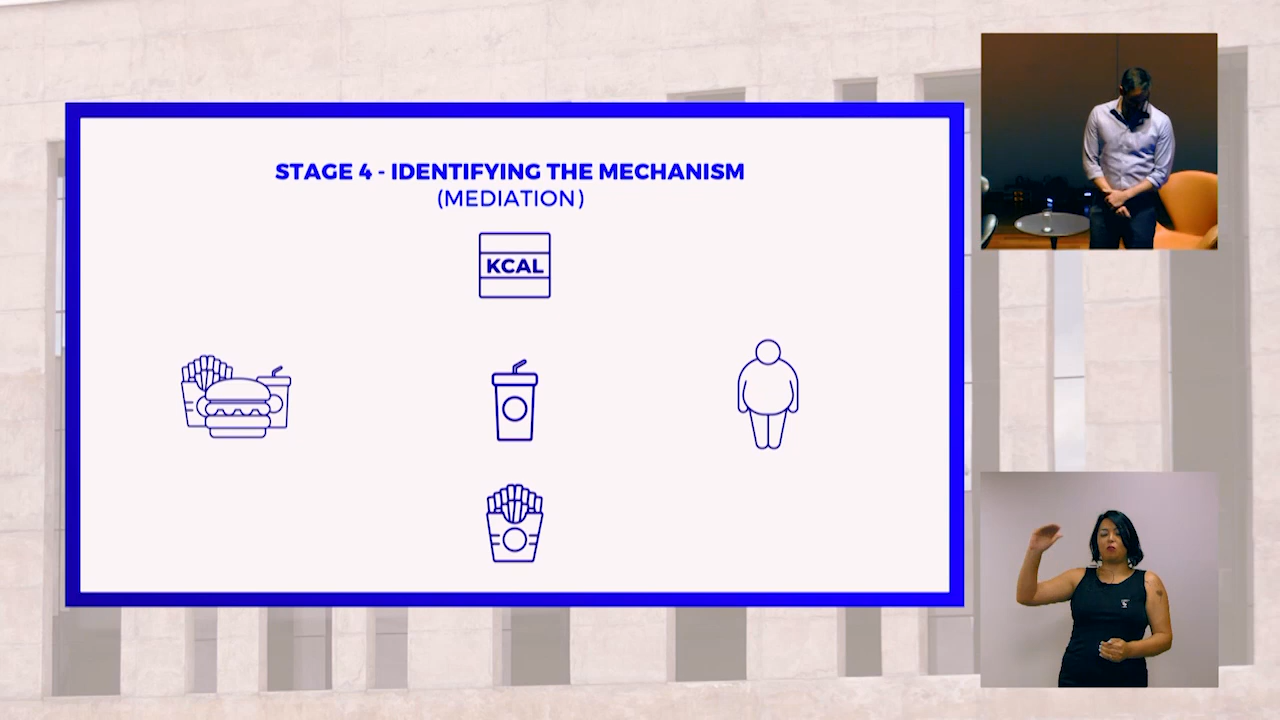 STAGE 4 - IDENTIFYING THE MECHANISM
(MEDIATION)
KCAL